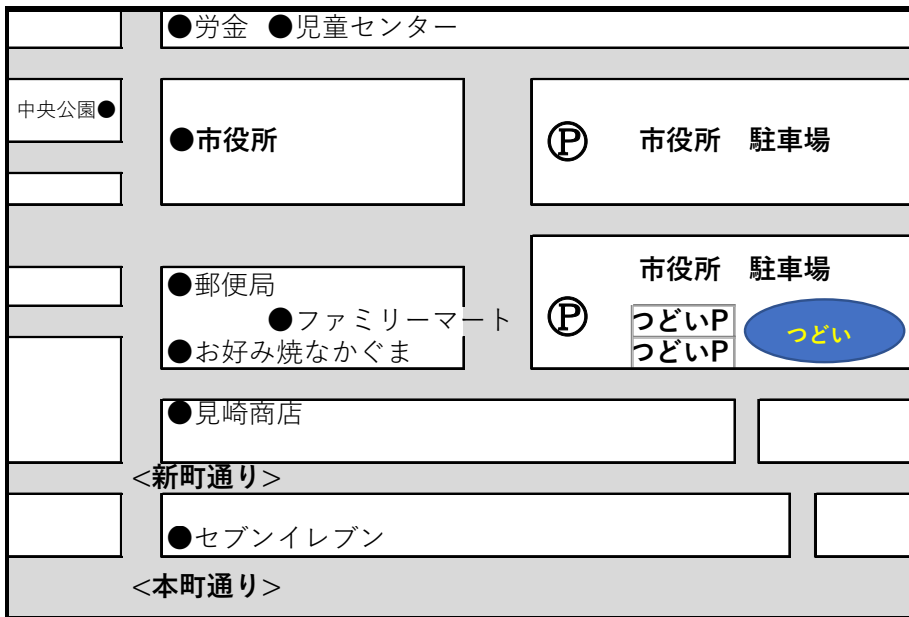 ●労金 ●児童センター
中央公園●
●市役所
Ⓟ 市役所 駐車場
●郵便局
●ファミリーマート
●お好み焼なかぐま
市役所 駐車場
Ⓟ
つどいP
つどいP
つどい
●見崎商店
<新町通り>
●セブンイレブン
<本町通り>